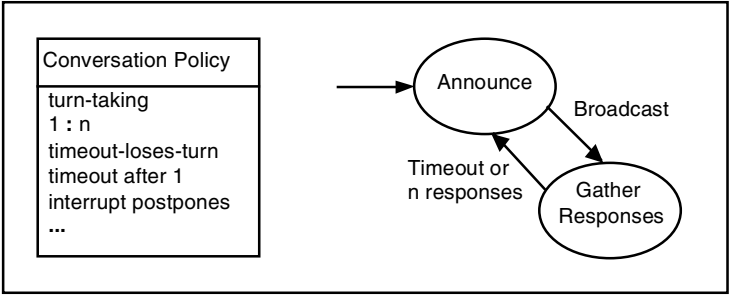 Conversation Policy
turn-taking
1 : n
timeout-loses-turn
timeout after 1
interrupt postpones
...
Announce
Broadcast
Timeout or
n responses
Gather
Responses